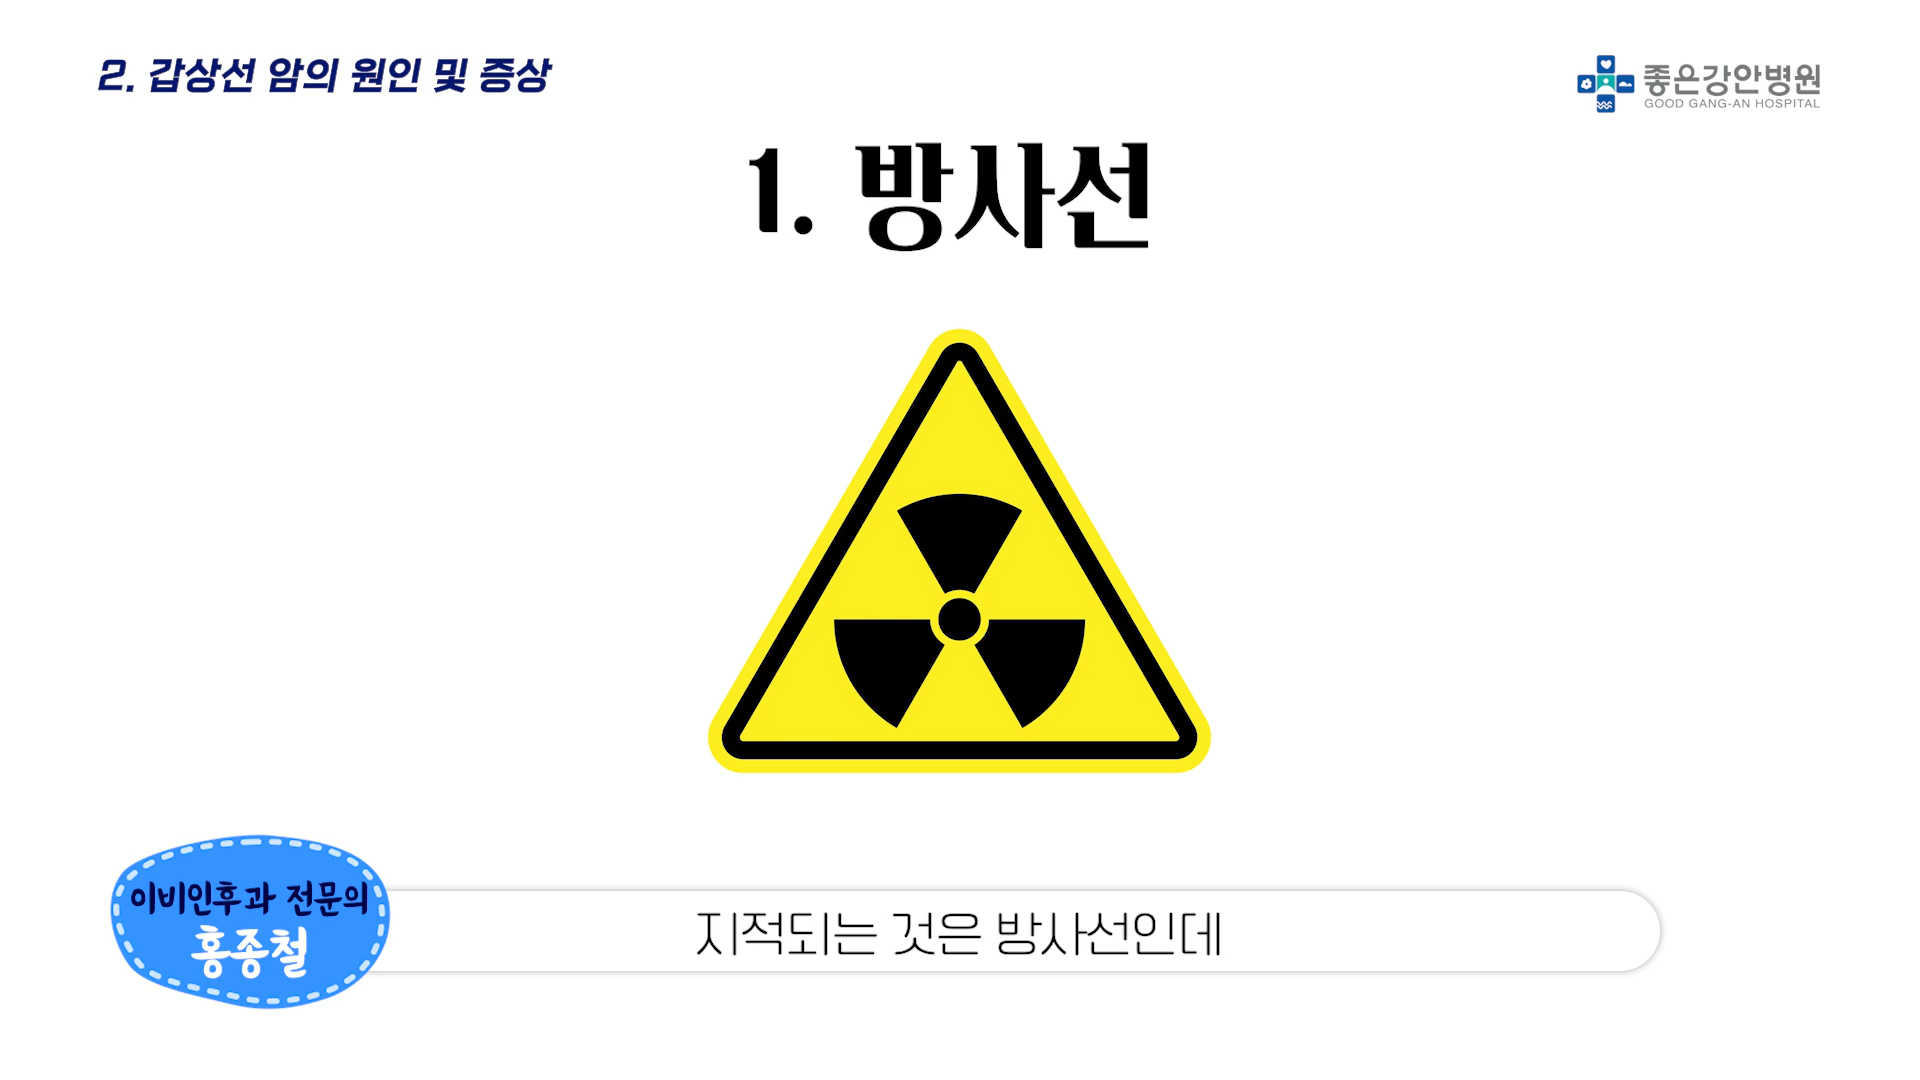 2. 갑상선 암의 원인 및 증상
좋은강안병원
GOOD GANG-AN HOSPITAL
1. 방사선
이비인후과 전문의
홍종철
지적되는 것은 방사선인데